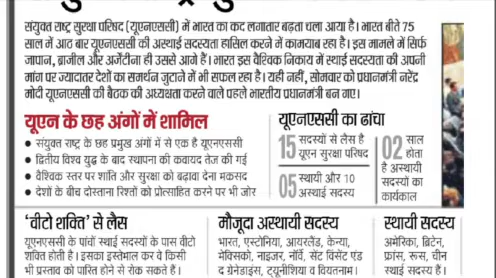 संयुक्त राष्ट्र सुरक्षा परिषद (यूएनएससी) में भारत का कद लगातार बढ़ता चला आया है। भारत बीते 75
साल में आठ बार यूएनएससी की अस्थाई सदस्यता हासिल करने में कामयाब रहा है। इस मामले में सिर्फ
जापान, ब्राजील और अर्जेंटीना ही उससे आगे हैं। भारत इस वैश्विक निकाय में स्थाई सदस्यता की अपनी
मांग पर ज्यादातर देशों का समर्थन जुटाने में भी सफल रहा है। यही नहीं, सोमवार को प्रधानमंत्री नरेंद्र
मोदी यूएनएससी की बैठक की अध्यक्षता करने वाले पहले भारतीय प्रधानमंत्री बन गए।
यूएन के छह अंगों में शामिल
• संयुक्त राष्ट्र के छह प्रमुख अंगों में से एक है यूएनएससी
• द्वितीय विश्व युद्ध के बाद स्थापना की कवायद तेज की गई
• वैश्विक स्तर पर शांति और सुरक्षा को बढ़ावा देना मकसद
• देशों के बीच दोस्ताना रिश्तों को प्रोत्साहित करने पर भी जोर
यूएनएससी का ढांचा
15 सदस्यों से लैस है
यूएन सुरक्षा परिषद
05 स्थायी और 10
अस्थाई सदस्य
02 साल
होता
है अस्थायी
सदस्यों का
कार्यकाल
'वीटो शक्ति' से लैस
यूएनएससी के पांचों स्थाई सदस्यों के पास वीटो
शक्ति होती है। इसका इस्तेमाल कर वे किसी
भी प्रस्ताव को पारित होने से रोक सकते हैं।
मौजूदा अस्थायी सदस्य
भारत, एस्टोनिया, आयरलैंड, केन्या,
मेक्सिको, नाइजर, नॉर्वे, सेंट विंसेंट एंड
द ग्रेनेडाइंस, ट्यूनीशिया व वियतनाम।
स्थायी सदस्य
अमेरिका, ब्रिटेन,
फ्रांस, रूस, चीन
स्थाई सदस्य हैं।